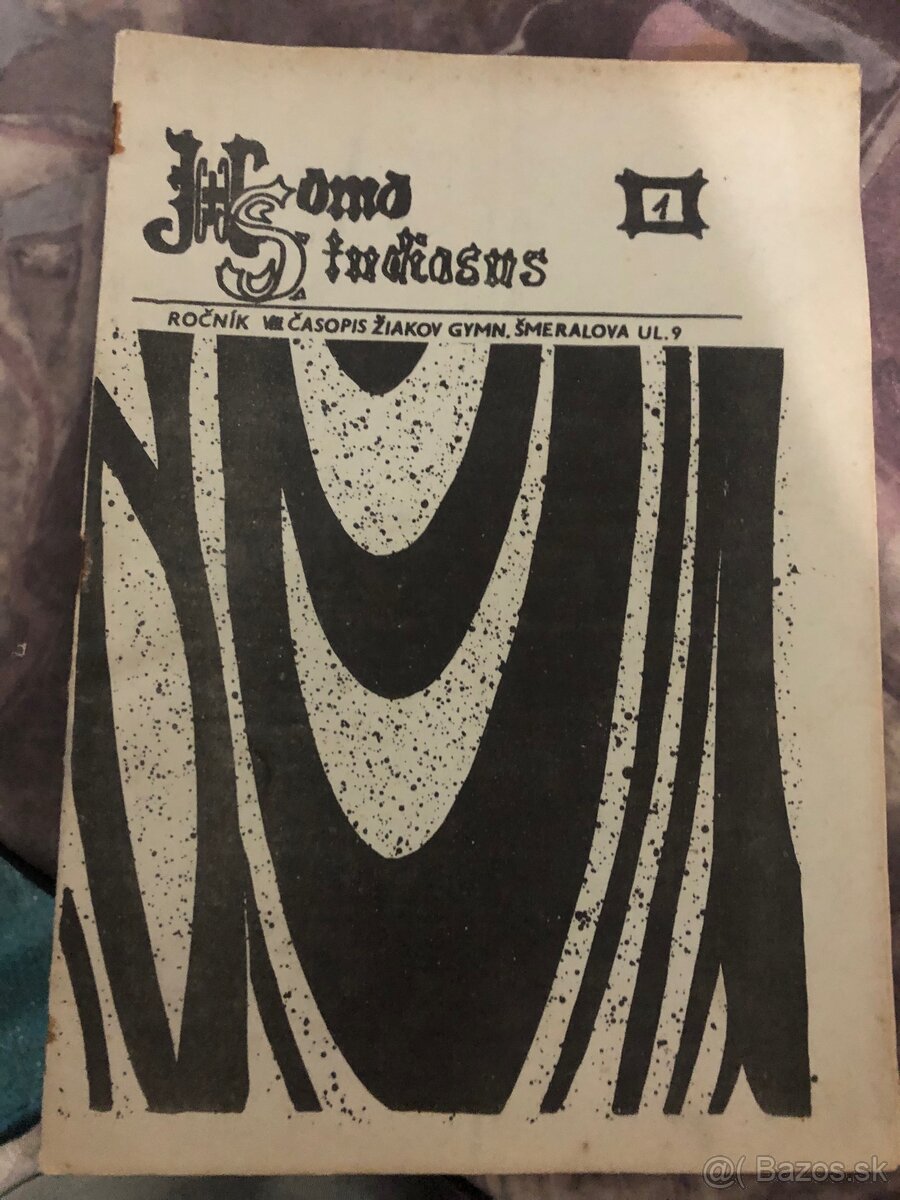 Homo
1
Studiosus
ROČNÍK VIII. ČASOPIS ŽIAKOV GYMN. ŠMERALOVA UL. 9
@( Bazos.sk